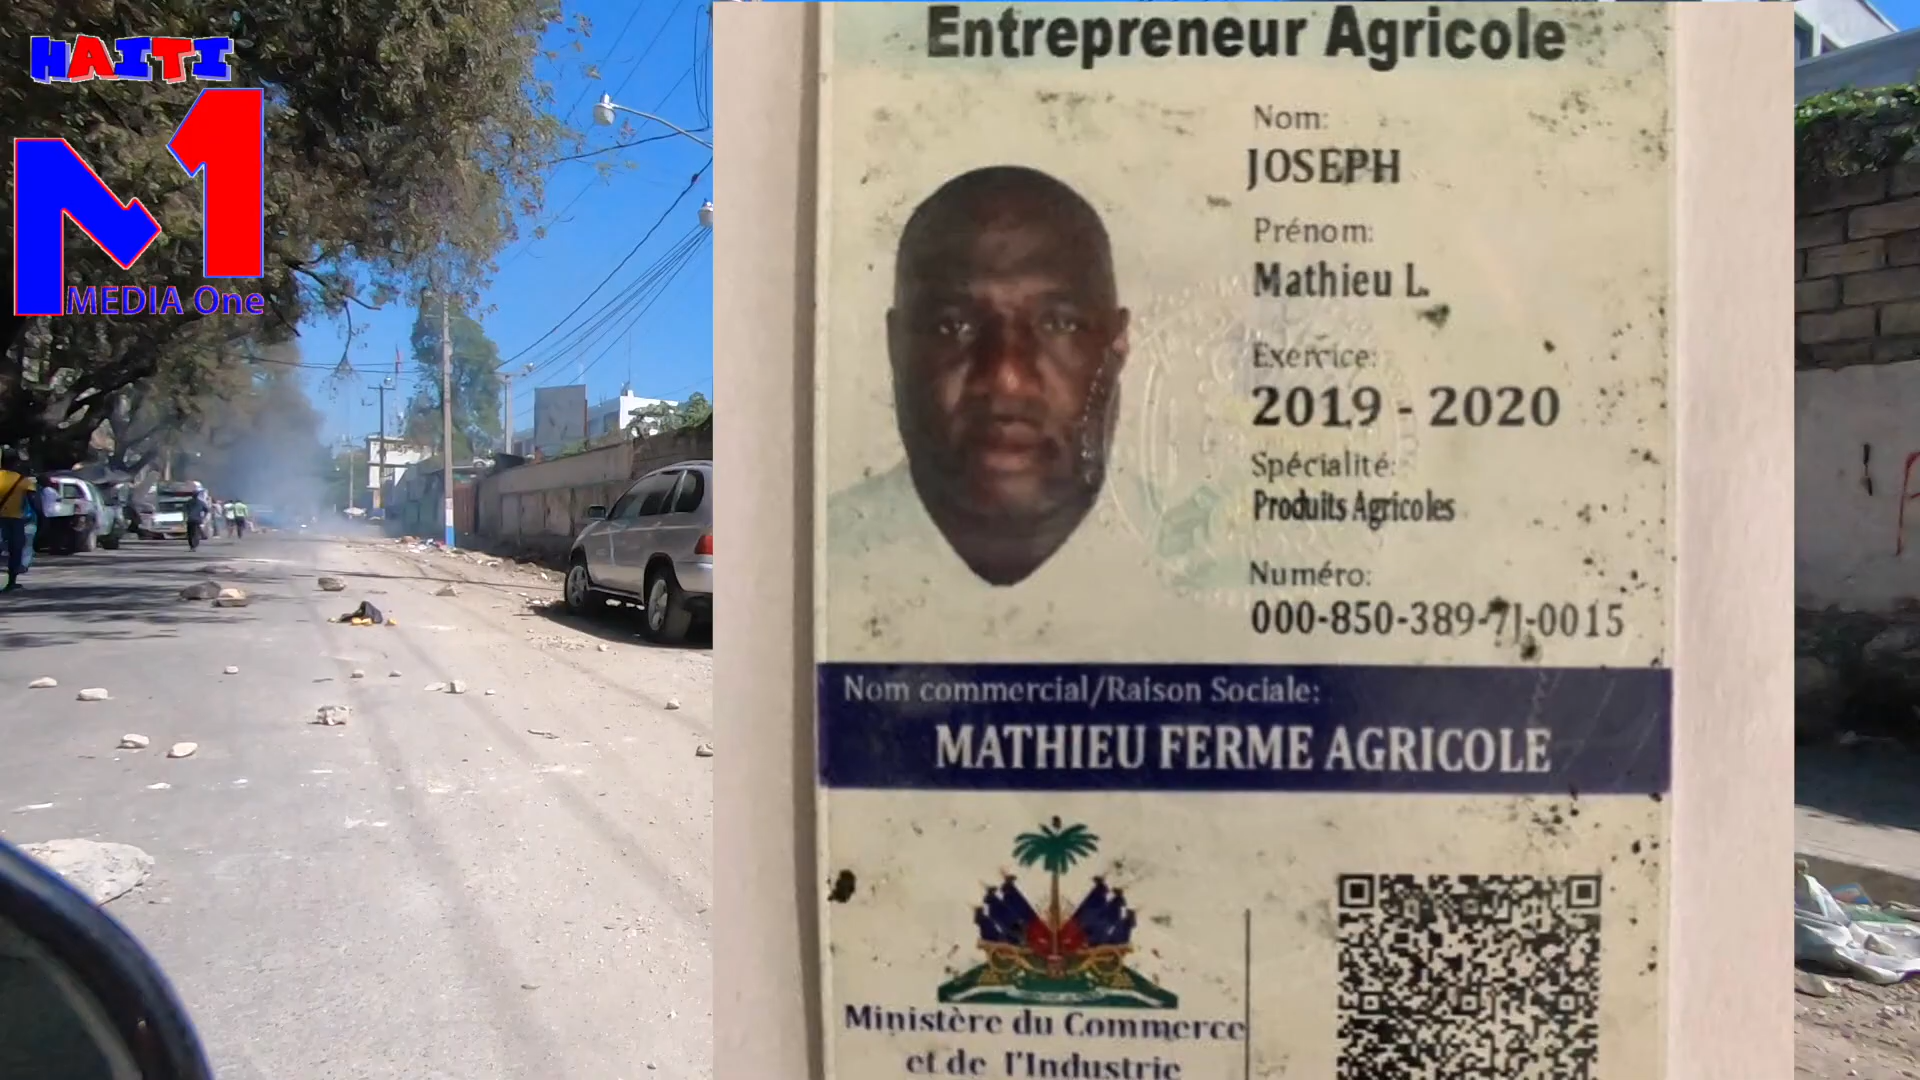 HAITI
M1
MEDIA One
Entrepreneur Agricole
Nom:
JOSEPH
Prénom:
Mathieu L.
Exercice:
2019 - 2020
Spécialité:
Produits Agricoles
Numéro:
000-850-389-7J-0015
Nom commercial/Raison Sociale:
MATHIEU FERME AGRICOLE
Ministère du Commerce
et de l'Industrie